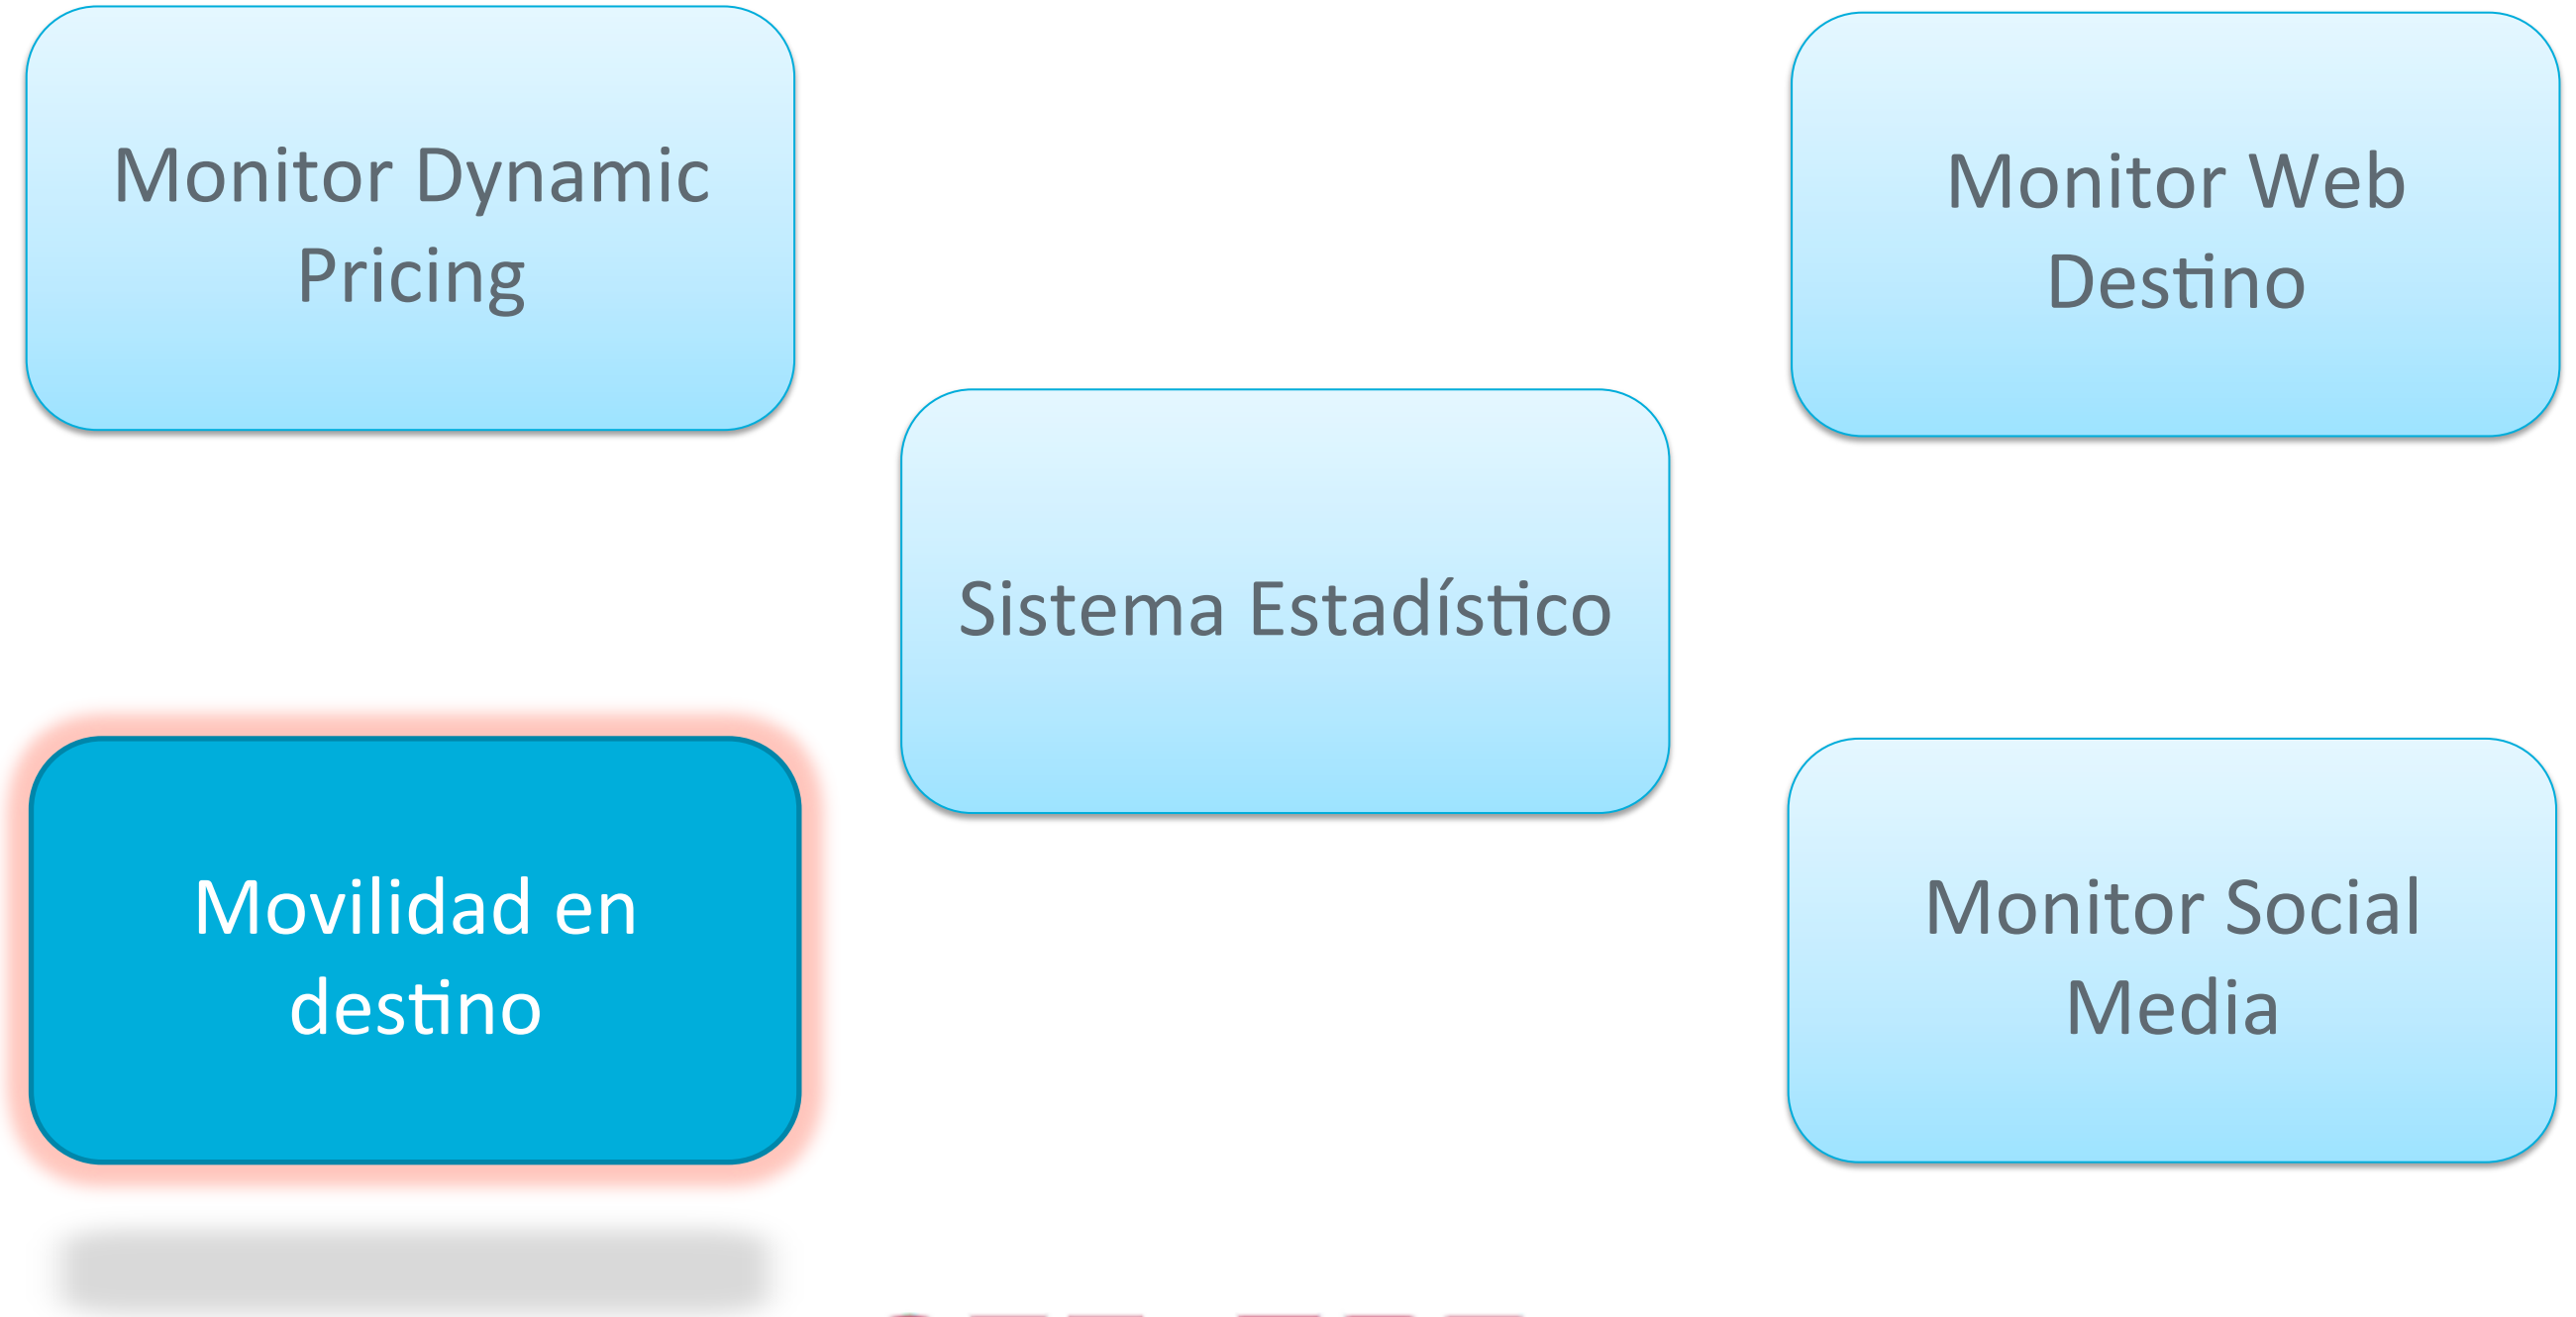 Monitor Dynamic
Pricing
Monitor Web
Destino
Sistema Estadístico
Movilidad en
destino
Monitor Social
Media